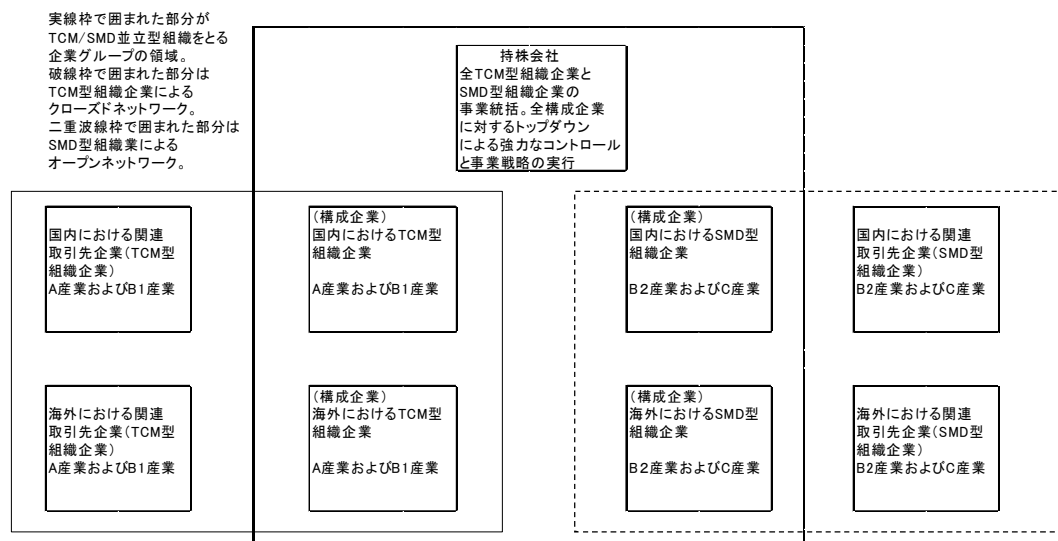 実線枠で囲まれた部分が
TCM/SMD並立型組織をとる
企業グループの領域。
破線枠で囲まれた部分は
TCM型組織企業による
クローズドネットワーク。
二重波線枠で囲まれた部分は
SMD型組織業による
オープンネットワーク。
持株会社
全TCM型組織企業と
SMD型組織企業の
事業統括。全構成企業
に対するトップダウン
による強力なコントロール
と事業戦略の実行
国内における関連
取引先企業(TCM型
組織企業)
A産業およびB1産業
(構成企業)
国内におけるTCM型
組織企業
A産業およびB1産業
(構成企業)
国内におけるSMD型
組織企業
B2産業およびC産業
国内における関連
取引先企業(SMD型
組織企業)
B2産業およびC産業
海外における関連
取引先企業(TCM型
組織企業)
A産業およびB1産業
(構成企業)
海外におけるTCM型
組織企業
A産業およびB1産業
(構成企業)
海外におけるSMD型
組織企業
B2産業およびC産業
海外における関連
取引先企業(SMD型
組織企業)
B2産業およびC産業